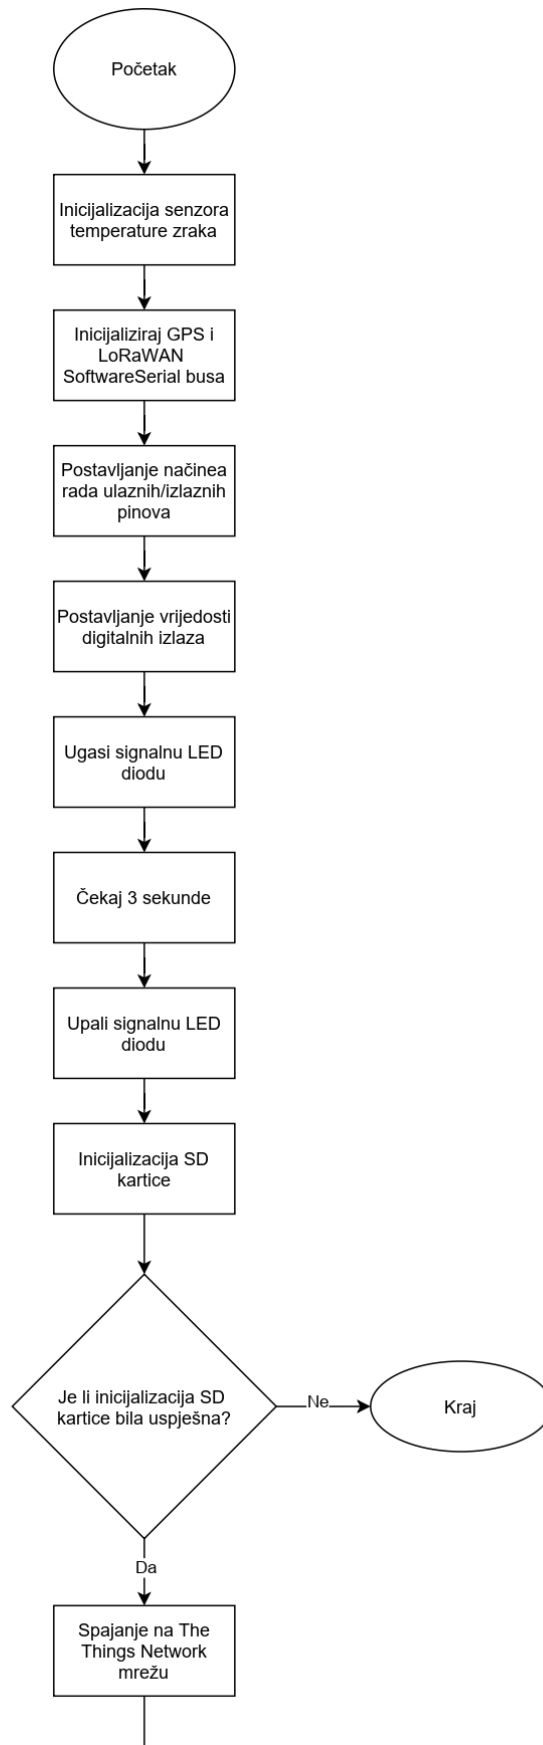 Početak
Inicijalizacija senzora
temperature zraka
Inicijaliziraj GPS i
LoRaWAN
SoftwareSerial busa
Postavljanje načinea
rada ulaznih/izlaznih
pinova
Postavljanje vrijedosti
digitalnih izlaza
Ugasi signalnu LED
diodu
Čekaj 3 sekunde
Upali signalnu LED
diodu
Inicijalizacija SD
kartice
Je li inicijalizacija SD
kartice bila uspješna?
Ne
Kraj
Da
Spajanje na The
Things Network
mrežu